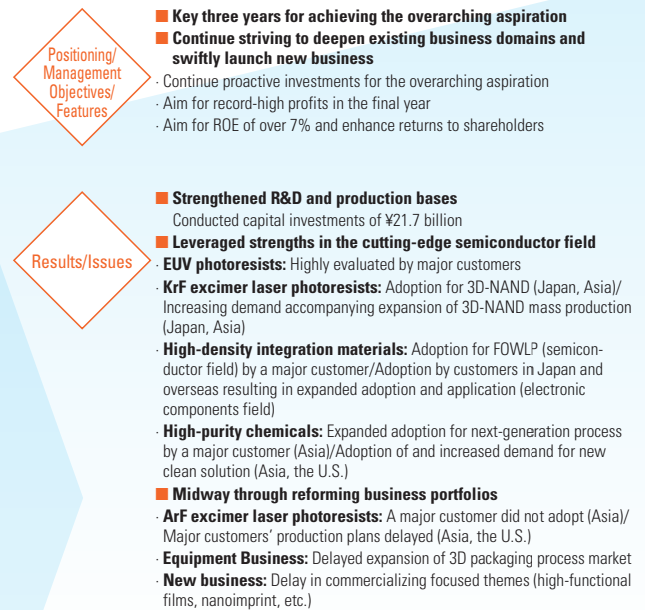 Positioning/
Management
Objectives/
Features
■ Key three years for achieving the overarching aspiration
■ Continue striving to deepen existing business domains and
swiftly launch new business
· Continue proactive investments for the overarching aspiration
· Aim for record-high profits in the final year
· Aim for ROE of over 7% and enhance returns to shareholders
Results/Issues
■ Strengthened R&D and production bases
Conducted capital investments of ¥21.7 billion
■ Leveraged strengths in the cutting-edge semiconductor field
· EUV photoresists: Highly evaluated by major customers
· KrF excimer laser photoresists: Adoption for 3D-NAND (Japan, Asia)/
Increasing demand accompanying expansion of 3D-NAND mass production
(Japan, Asia)
· High-density integration materials: Adoption for FOWLP (semicon-
ductor field) by a major customer/Adoption by customers in Japan and
overseas resulting in expanded adoption and application (electronic
components field)
· High-purity chemicals: Expanded adoption for next-generation process
by a major customer (Asia)/Adoption of and increased demand for new
clean solution (Asia, the U.S.)
■ Midway through reforming business portfolios
· ArF excimer laser photoresists: A major customer did not adopt (Asia)/
Major customers' production plans delayed (Asia, the U.S.)
· Equipment Business: Delayed expansion of 3D packaging process market
· New business: Delay in commercializing focused themes (high-functional
films, nanoimprint, etc.)